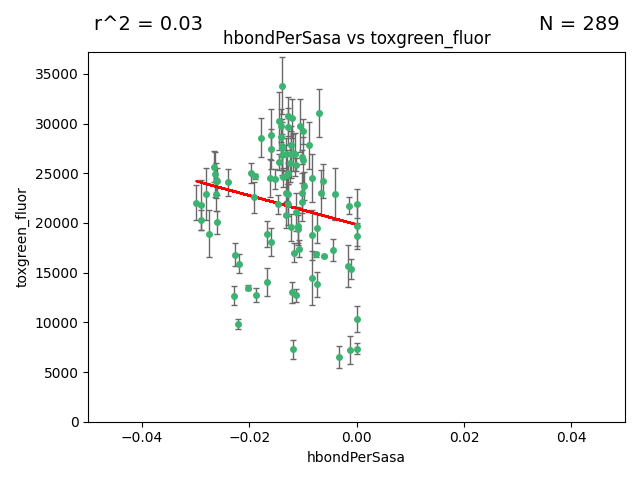 r^2 = 0.03
N = 289
hbondPerSasa vs toxgreen_fluor
35000
30000
25000
20000
15000
10000
5000
0
toxgreen_fluor
−0.04
−0.02
0.00
0.02
0.04
hbondPerSasa